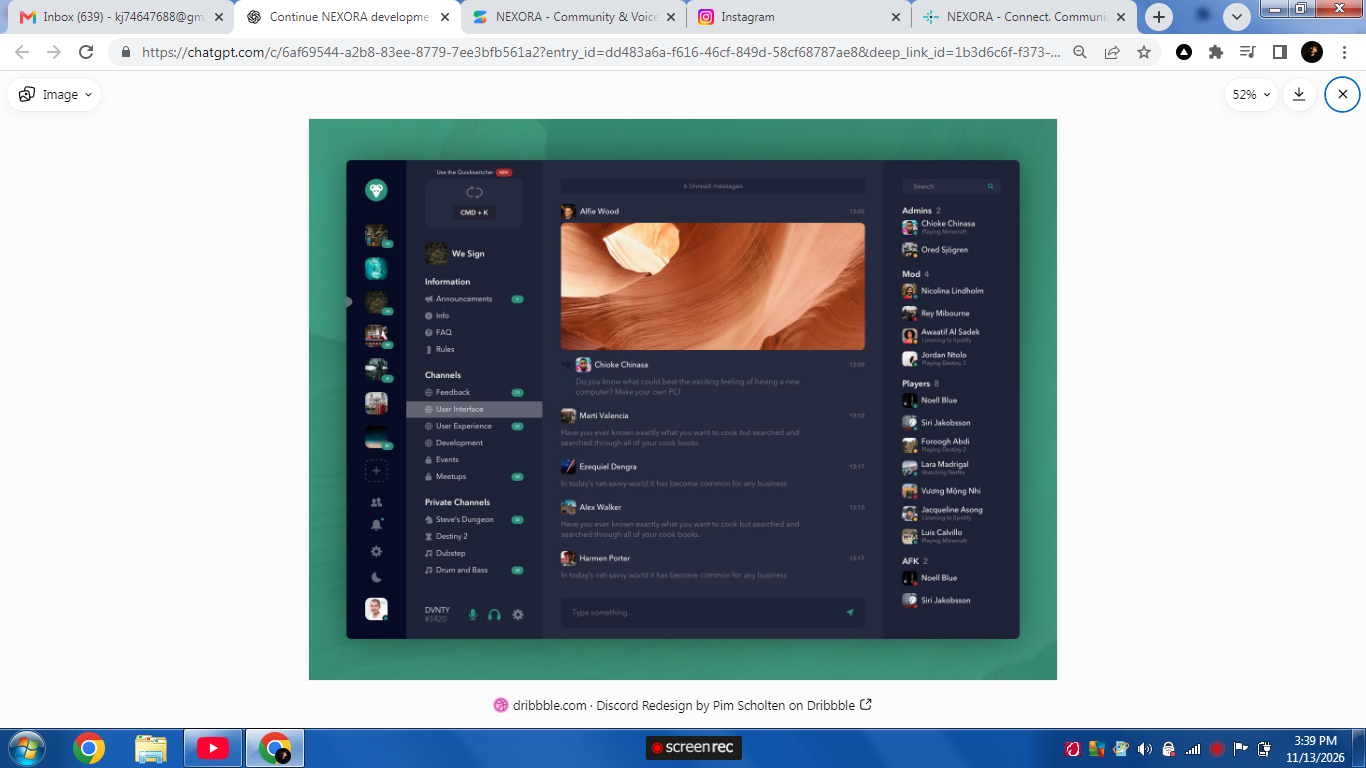 Inbox (639) - kj74647688@gm
Continue NEXORA developme
NEXORA - Community & Voice
Instagram
NEXORA - Connect. Communi
https://chatgpt.com/c/6af69544-a2b8-83ee-8779-7ee3bfb561a2?entry_id=dd483a6a-f616-46cf-849d-58cf68787ae8&deep_link_id=1b3d6c6f-f373-...
Image
52%
Use the Quickswitcher NEW
CMD + K
We Sign
Information
Announcements
Info
FAQ
Rules
Channels
Feedback
User Interface
User Experience
Development
Events
Meetups
Private Channels
Steve's Dungeon
Destiny 2
Dubstep
Drum and Bass
DVNTY
#3420
6 Unread messages
Alfie Wood 13:05
Chioke Chinasa 13:09
Do you know what could beat the exciting feeling of having a new
computer? Make your own PC!
Marti Valencia 13:10
Have you ever known exactly what you want to cook but searched and
searched through all of your cook books.
Ezequiel Dengra 13:17
In today's net-savvy world it has become common for any business
Alex Walker 13:10
Have you ever known exactly what you want to cook but searched and
searched through all of your cook books.
Harmen Porter 13:17
In today's net-savvy world it has become common for any business
Type something...
Search
Admins 2
Chioke Chinasa
Playing Minecraft
Ored Sjögren
Mod 4
Nicolina Lindholm
Rey Mibourne
Awaatif Al Sadek
Listening to Spotify
Jordan Ntolo
Playing Destiny 2
Players 8
Noell Blue
Siri Jakobsson
Foroogh Abdi
Playing Destiny 2
Lara Madrigal
Watching Netflix
Vương Mộng Nhi
Jacqueline Asong
Listening to Spotify
Luis Calvillo
Playing Minecraft
AFK 2
Noell Blue
Siri Jakobsson
dribbble.com · Discord Redesign by Pim Scholten on Dribbble
screenrec
3:39 PM
11/13/2026